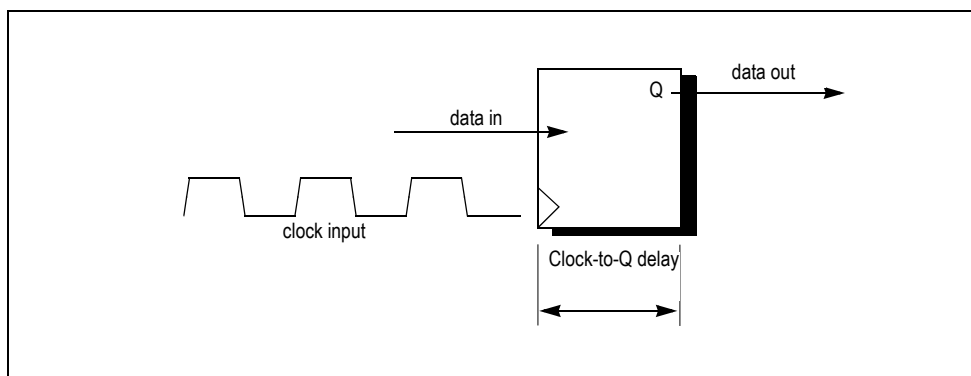 data out
Q
data in
clock input
Clock-to-Q delay